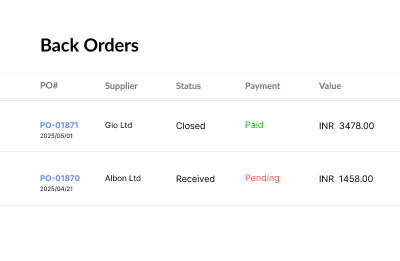 Back Orders
PO# Supplier Status Payment Value
PO-01871 Gio Ltd Closed Paid INR 3478.00
2025/05/01
PO-01870 Albon Ltd Received Pending INR 1458.00
2025/04/21